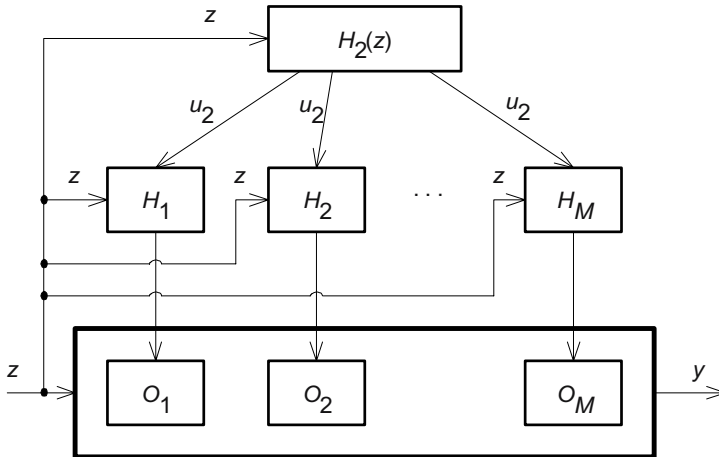 z
H2(z)
u2 u2 u2
z z z
H1 H2 . . . HM
z y
O1 O2 OM